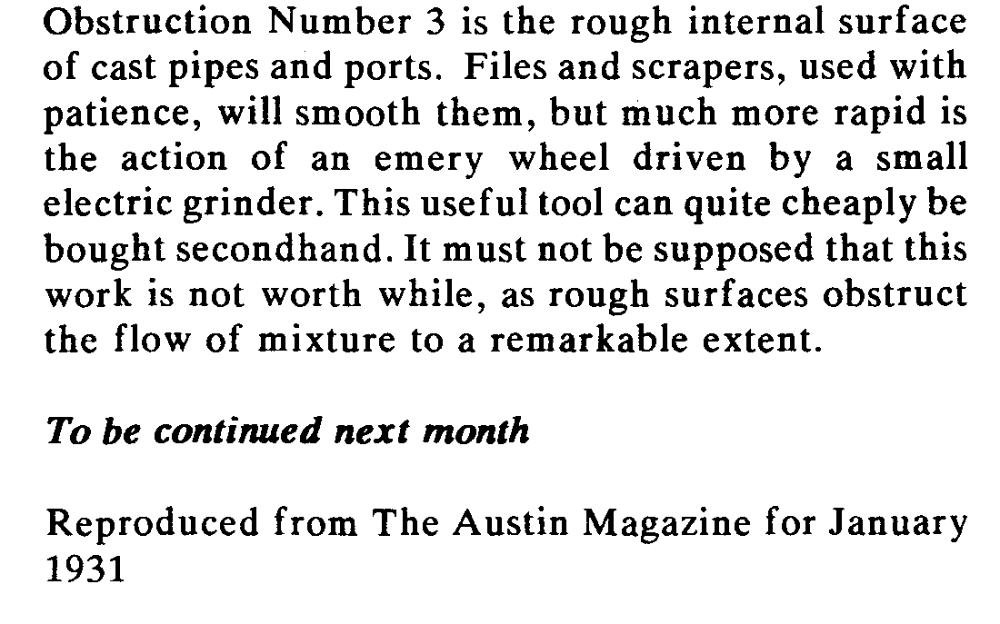 Obstruction Number 3 is the rough internal surface
of cast pipes and ports. Files and scrapers, used with
patience, will smooth them, but much more rapid is
the action of an emery wheel driven by a small
electric grinder. This useful tool can quite cheaply be
bought secondhand. It must not be supposed that this
work is not worth while, as rough surfaces obstruct
the flow of mixture to a remarkable extent.
To be continued next month
Reproduced from The Austin Magazine for January
1931